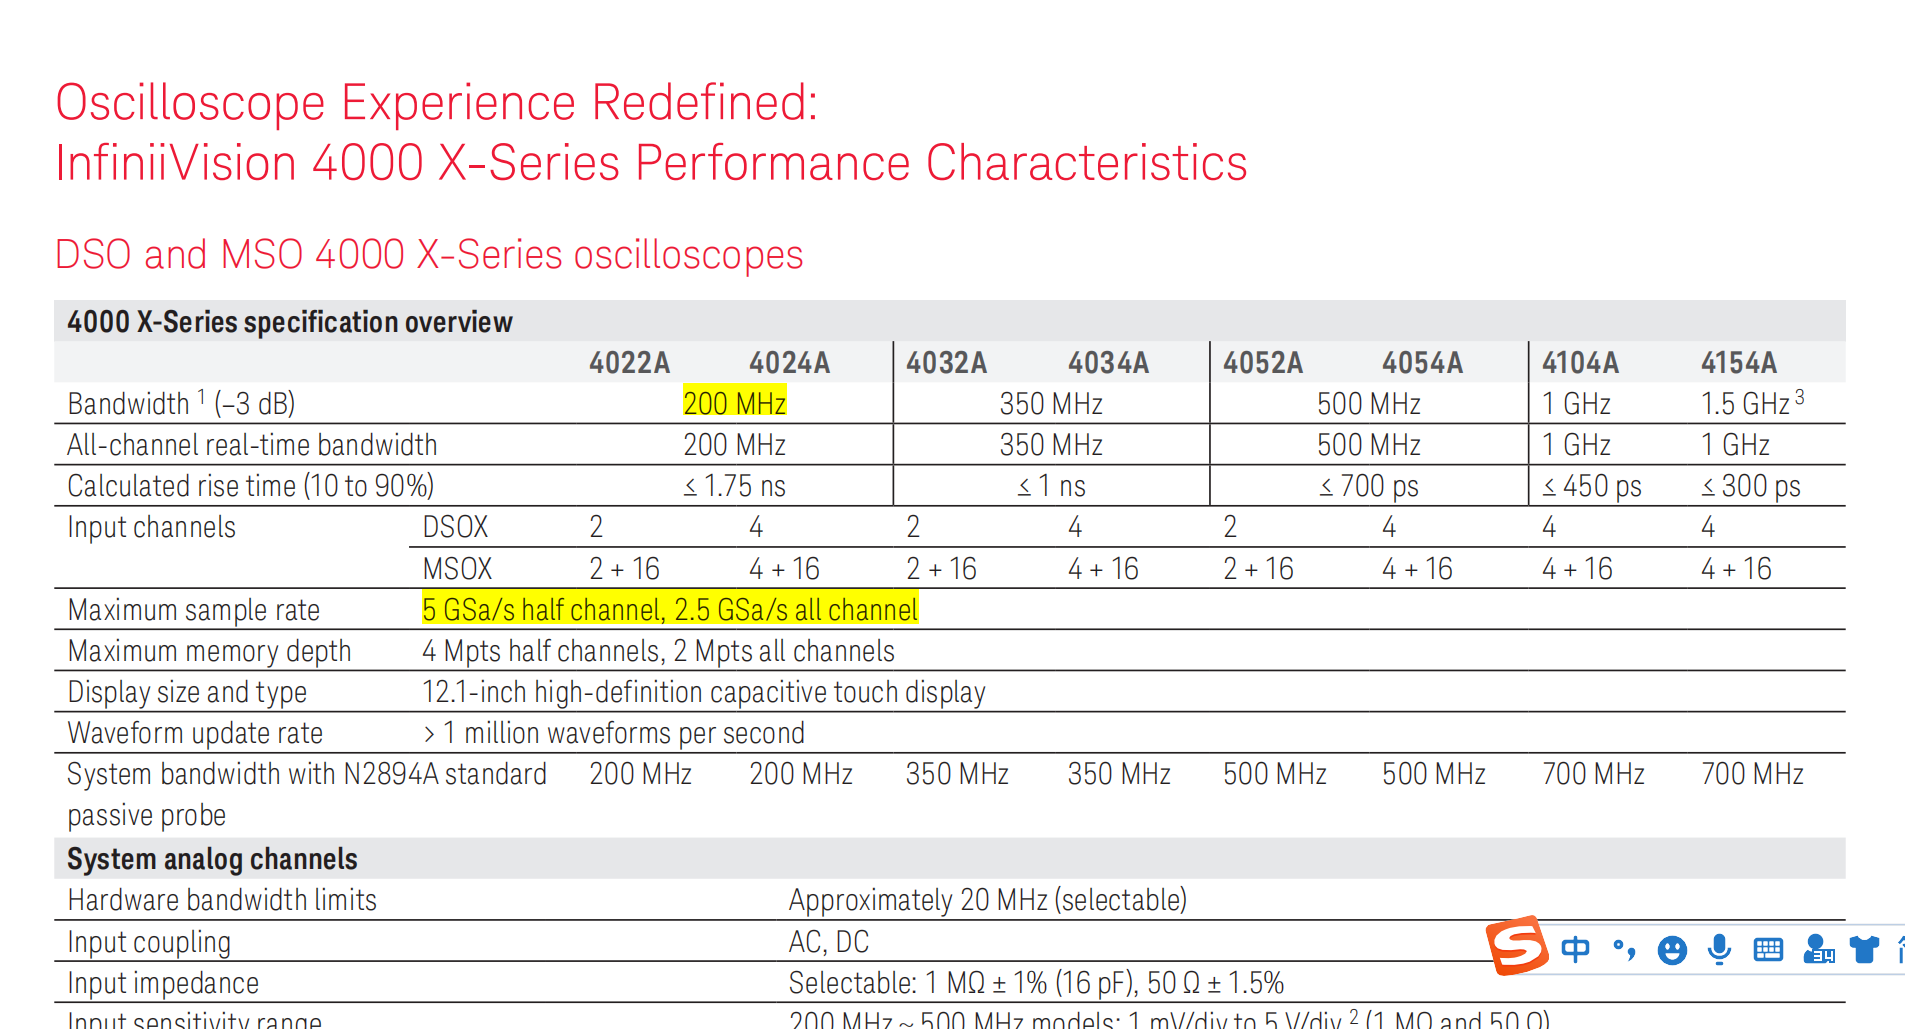 Oscilloscope Experience Redefined:
InfiniiVision 4000 X-Series Performance Characteristics
DSO and MSO 4000 X-Series oscilloscopes
4000 X-Series specification overview
4022A 4024A 4032A 4034A 4052A 4054A 4104A 4154A
Bandwidth 1 (–3 dB) 200 MHz 350 MHz 500 MHz 1 GHz 1.5 GHz 3
All-channel real-time bandwidth 200 MHz 350 MHz 500 MHz 1 GHz 1 GHz
Calculated rise time (10 to 90%) ≤ 1.75 ns ≤ 1 ns ≤ 700 ps ≤ 450 ps ≤ 300 ps
Input channels DSOX 2 4 2 4 2 4 4 4
MSOX 2 + 16 4 + 16 2 + 16 4 + 16 2 + 16 4 + 16 4 + 16 4 + 16
Maximum sample rate 5 GSa/s half channel, 2.5 GSa/s all channel
Maximum memory depth 4 Mpts half channels, 2 Mpts all channels
Display size and type 12.1-inch high-definition capacitive touch display
Waveform update rate > 1 million waveforms per second
System bandwidth with N2894A standard 200 MHz 200 MHz 350 MHz 350 MHz 500 MHz 500 MHz 700 MHz 700 MHz
passive probe
System analog channels
Hardware bandwidth limits Approximately 20 MHz (selectable)
Input coupling AC, DC
Input impedance Selectable: 1 MΩ ± 1% (16 pF), 50 Ω ± 1.5%
Input sensitivity range 200 MHz ~ 500 MHz models: 1 mV/div to 5 V/div 2 (1 MΩ and 50 Ω)
S 中 °, 34